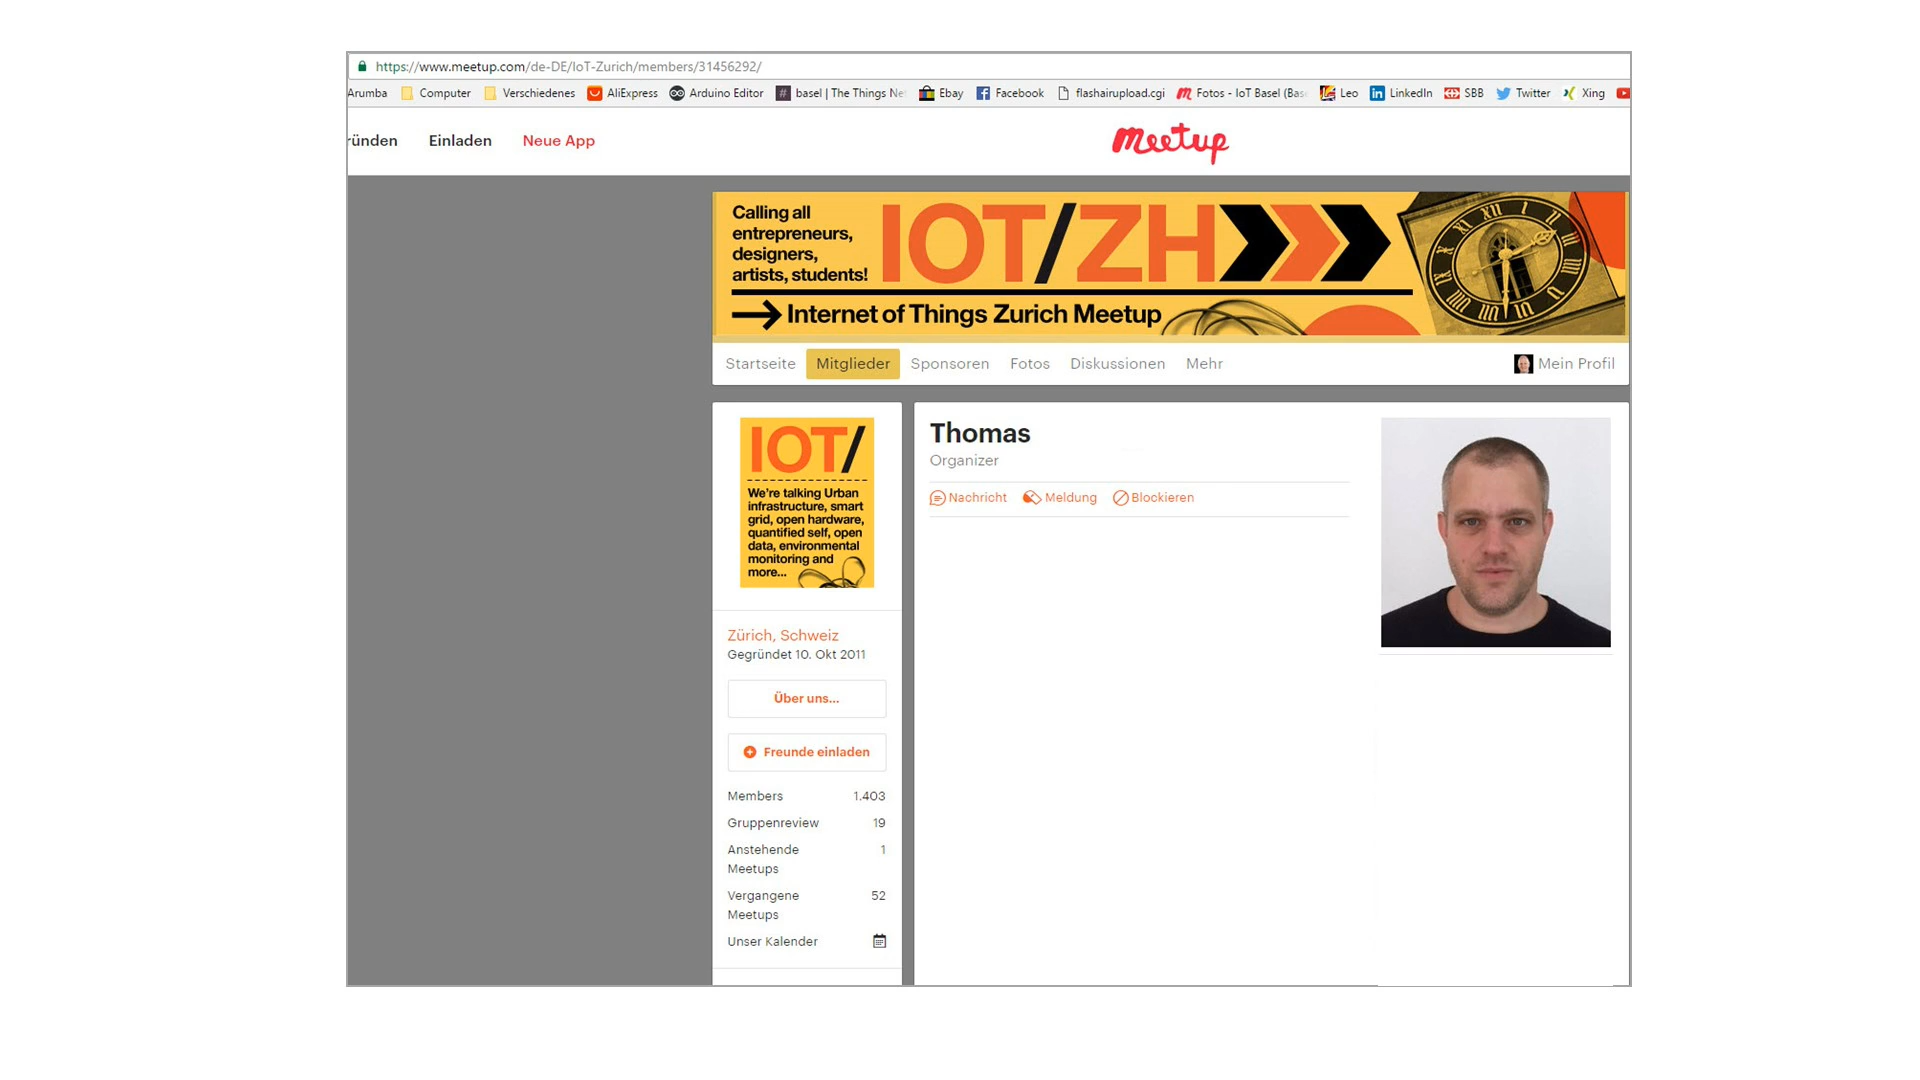 https://www.meetup.com/de-DE/IoT-Zurich/members/31456292/
Arumba Computer Verschiedenes AliExpress Arduino Editor basel | The Things Ne Ebay Facebook flashairupload.cgi Fotos - IoT Basel (Bas Leo LinkedIn SBB Twitter Xing
ründen Einladen Neue App
Meetup
Calling all
entrepreneurs,
designers,
artists, students!
IOT/ZH
Internet of Things Zurich Meetup
Startseite Mitglieder Sponsoren Fotos Diskussionen Mehr Mein Profil
IOT/
We're talking Urban
infrastructure, smart
grid, open hardware,
quantified self, open
data, environmental
monitoring and
more...
Zürich, Schweiz
Gegründet 10. Okt 2011
Über uns...
Freunde einladen
Members 1.403
Gruppenreview 19
Anstehende 1
Meetups
Vergangene 52
Meetups
Unser Kalender
Thomas
Organizer
Nachricht Meldung Blockieren